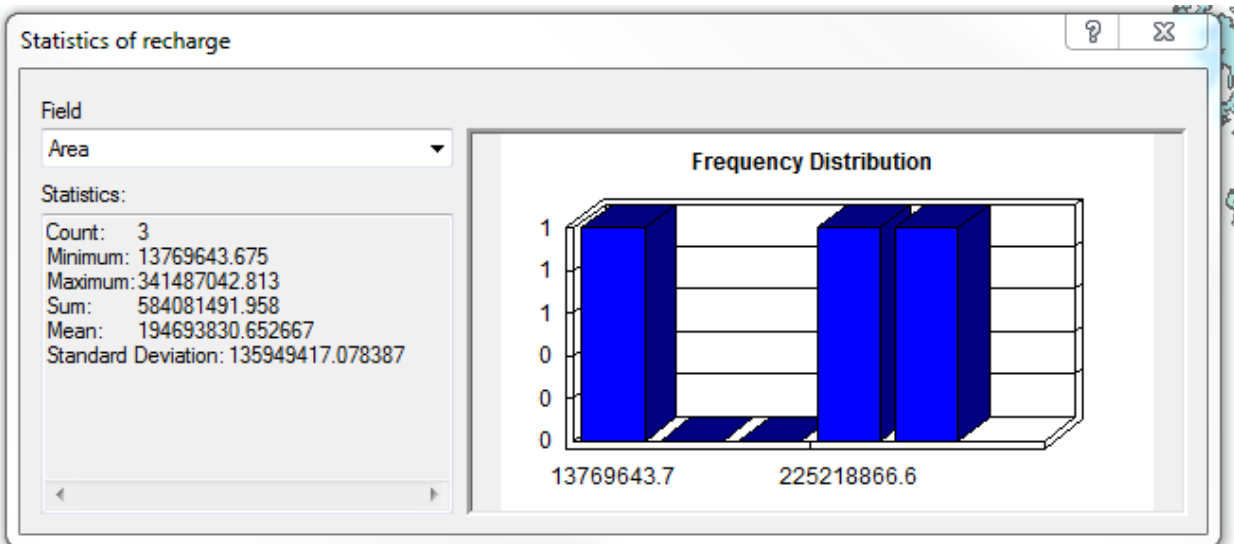 Statistics of recharge
Field
Area
Statistics:
Count: 3
Minimum: 13769643.675
Maximum: 341487042.813
Sum: 584081491.958
Mean: 194693830.652667
Standard Deviation: 135949417.078387
Frequency Distribution
1
1
1
0
0
0
13769643.7 225218866.6